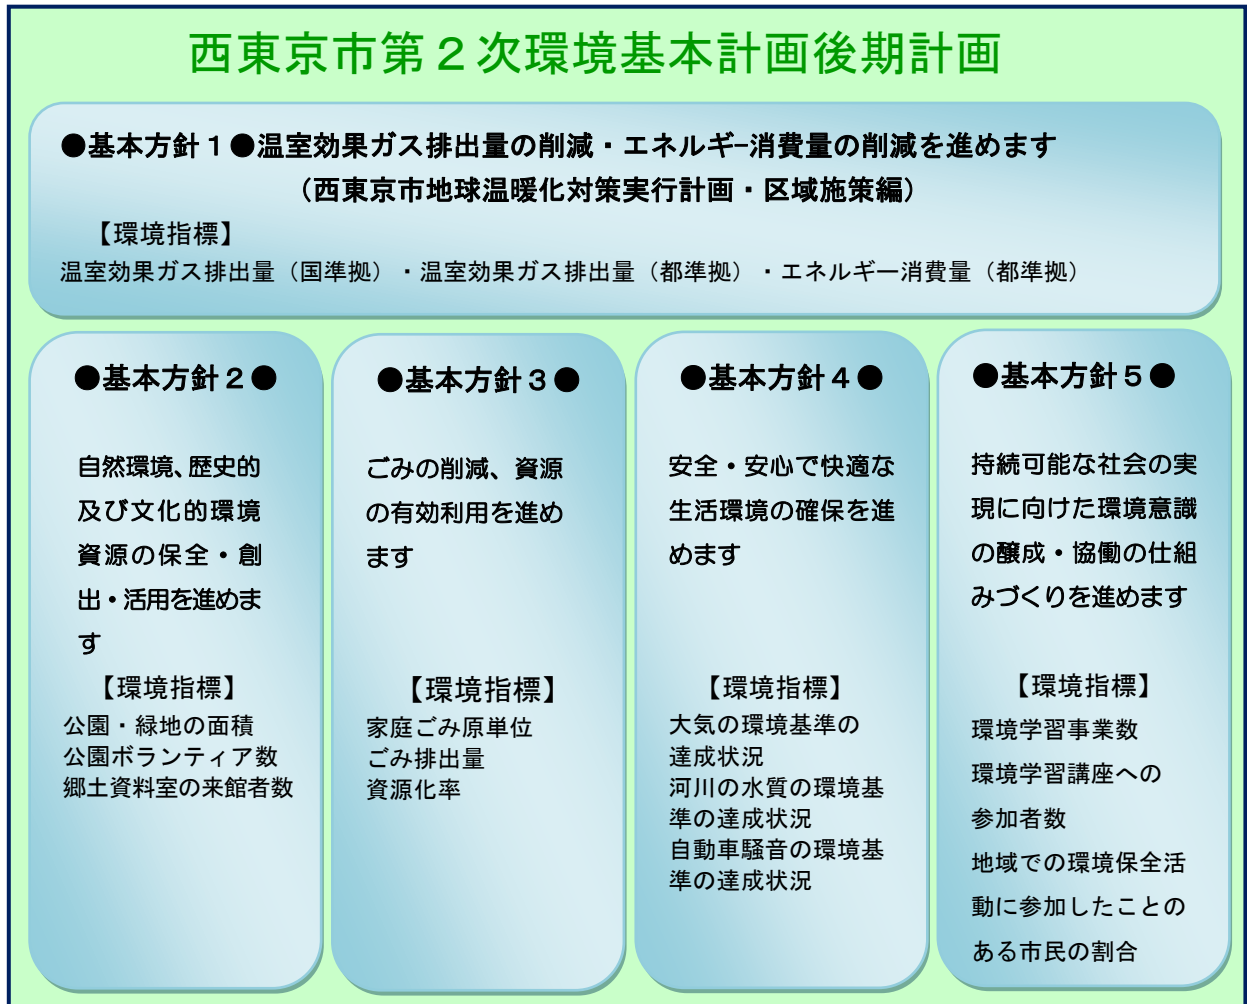 西東京市第２次環境基本計画後期計画
●基本方針１●温室効果ガス排出量の削減・エネルギｰ消費量の削減を進めます
（西東京市地球温暖化対策実行計画・区域施策編）
【環境指標】
温室効果ガス排出量（国準拠）・温室効果ガス排出量（都準拠）・エネルギー消費量（都準拠）
●基本方針２●
自然環境、歴史的
及び文化的環境
資源の保全・創
出・活用を進めま
す
【環境指標】
公園・緑地の面積
公園ボランティア数
郷土資料室の来館者数
●基本方針３●
ごみの削減、資源
の有効利用を進め
ます
【環境指標】
家庭ごみ原単位
ごみ排出量
資源化率
●基本方針４●
安全・安心で快適な
生活環境の確保を進
めます
【環境指標】
大気の環境基準の
達成状況
河川の水質の環境基
準の達成状況
自動車騒音の環境基
準の達成状況
●基本方針５●
持続可能な社会の実
現に向けた環境意識
の醸成・協働の仕組
みづくりを進めます
【環境指標】
環境学習事業数
環境学習講座への
参加者数
地域での環境保全活
動に参加したことの
ある市民の割合